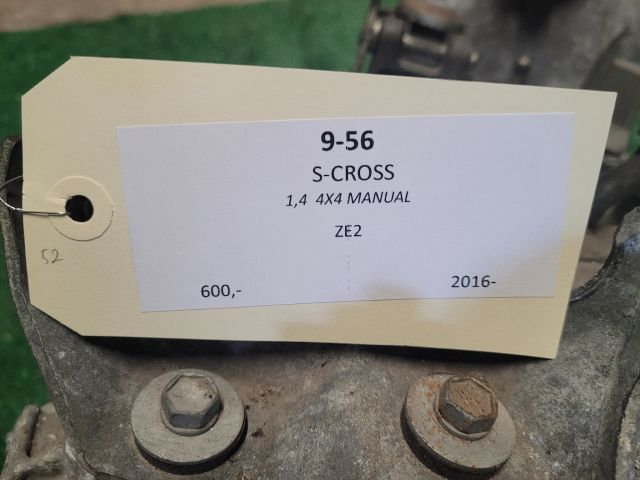 9-56
S-CROSS
1,4 4X4 MANUAL
ZE2
600,- 2016-
52